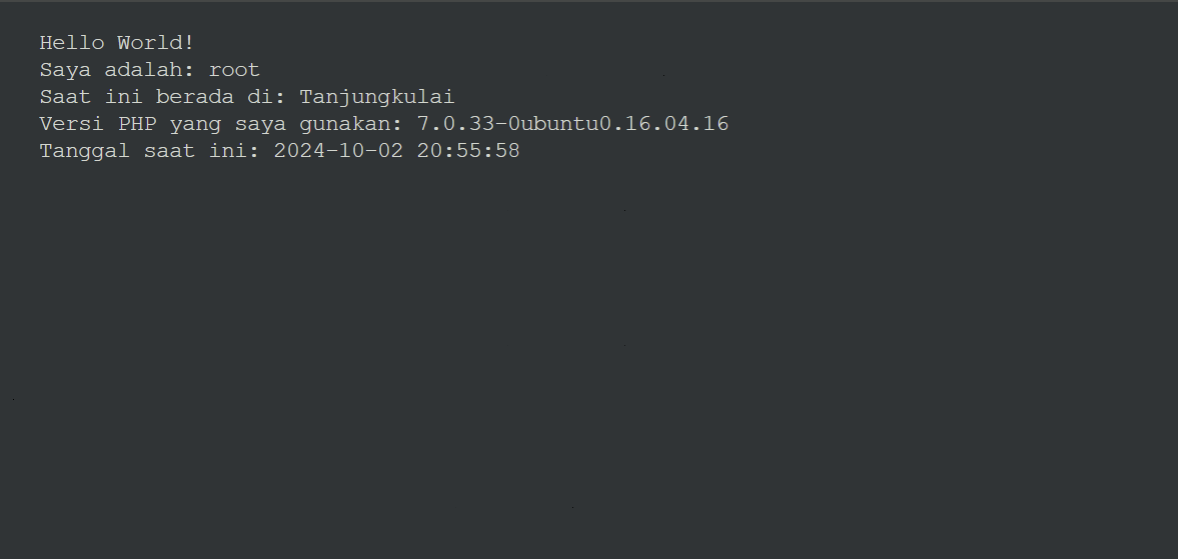 Hello World!
Saya adalah: root
Saat ini berada di: Tanjungkulai
Versi PHP yang saya gunakan: 7.0.33-0ubuntu0.16.04.16
Tanggal saat ini: 2024-10-02 20:55:58